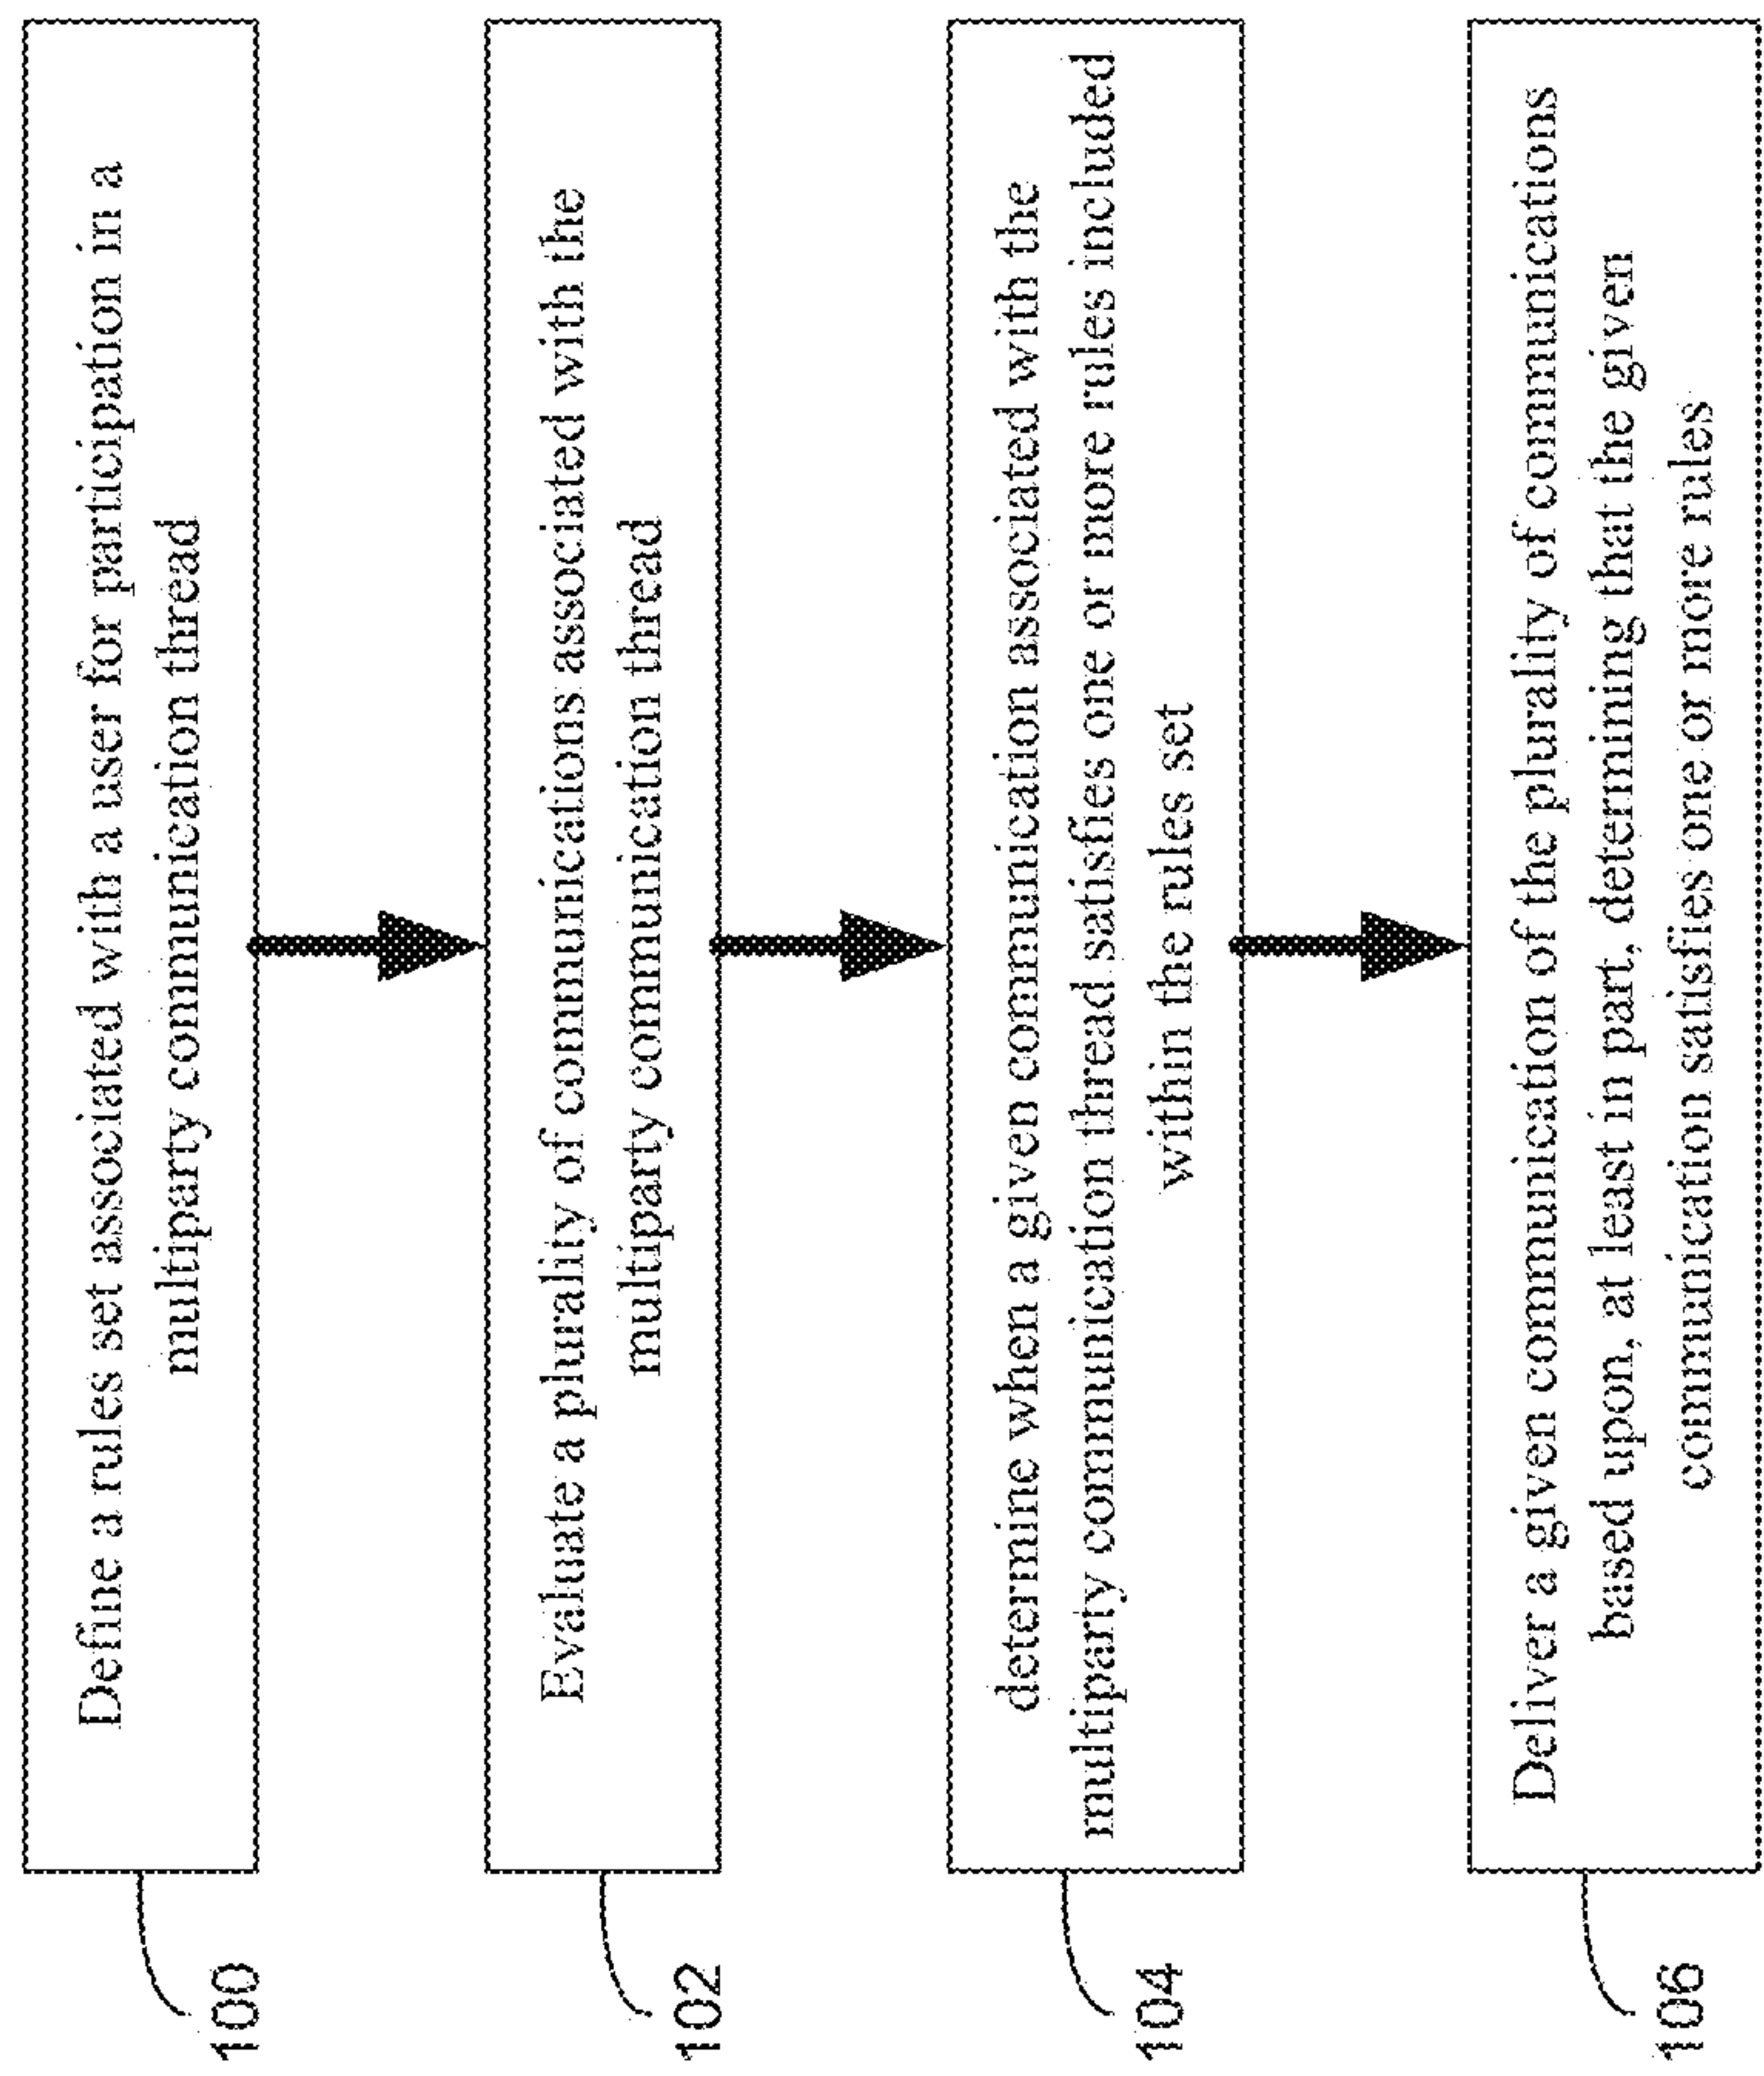 Define a rules set associated with a user for participation in a
multiparty communication thread
100
Evaluate a plurality of communications associated with the
multiparty communication thread
102
determine when a given communication associated with the
multiparty communication thread satisfies one or more rules included
within the rules set
104
Deliver a given communication of the plurality of communications
based upon, at least in part, determining that the given
communication satisfies one or more rules
106